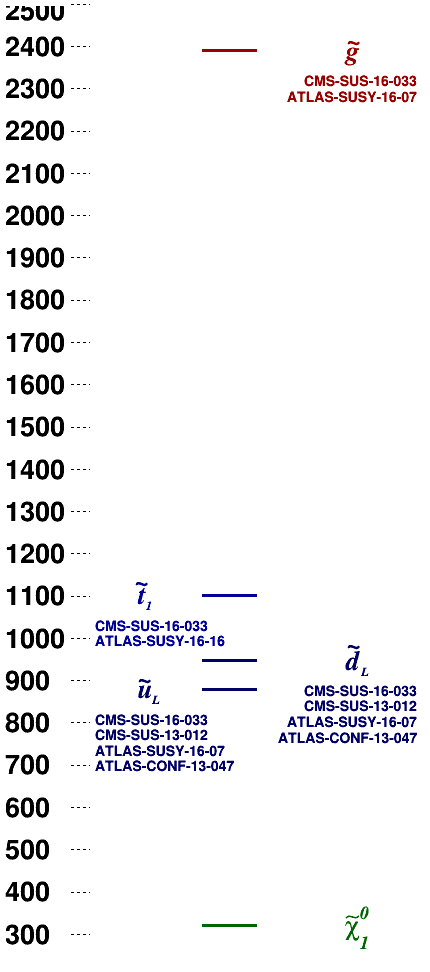 2500
2400
g̃
CMS-SUS-16-033
2300
ATLAS-SUSY-16-07
2200
2100
2000
1900
1800
1700
1600
1500
1400
1300
1200
1100
t̃₁
CMS-SUS-16-033
1000
ATLAS-SUSY-16-16
d̃_L
900
ũ_L
CMS-SUS-16-033
CMS-SUS-13-012
ATLAS-SUSY-16-07
ATLAS-CONF-13-047
800
CMS-SUS-16-033
CMS-SUS-13-012
ATLAS-SUSY-16-07
ATLAS-CONF-13-047
700
600
500
400
300
χ̃₁⁰